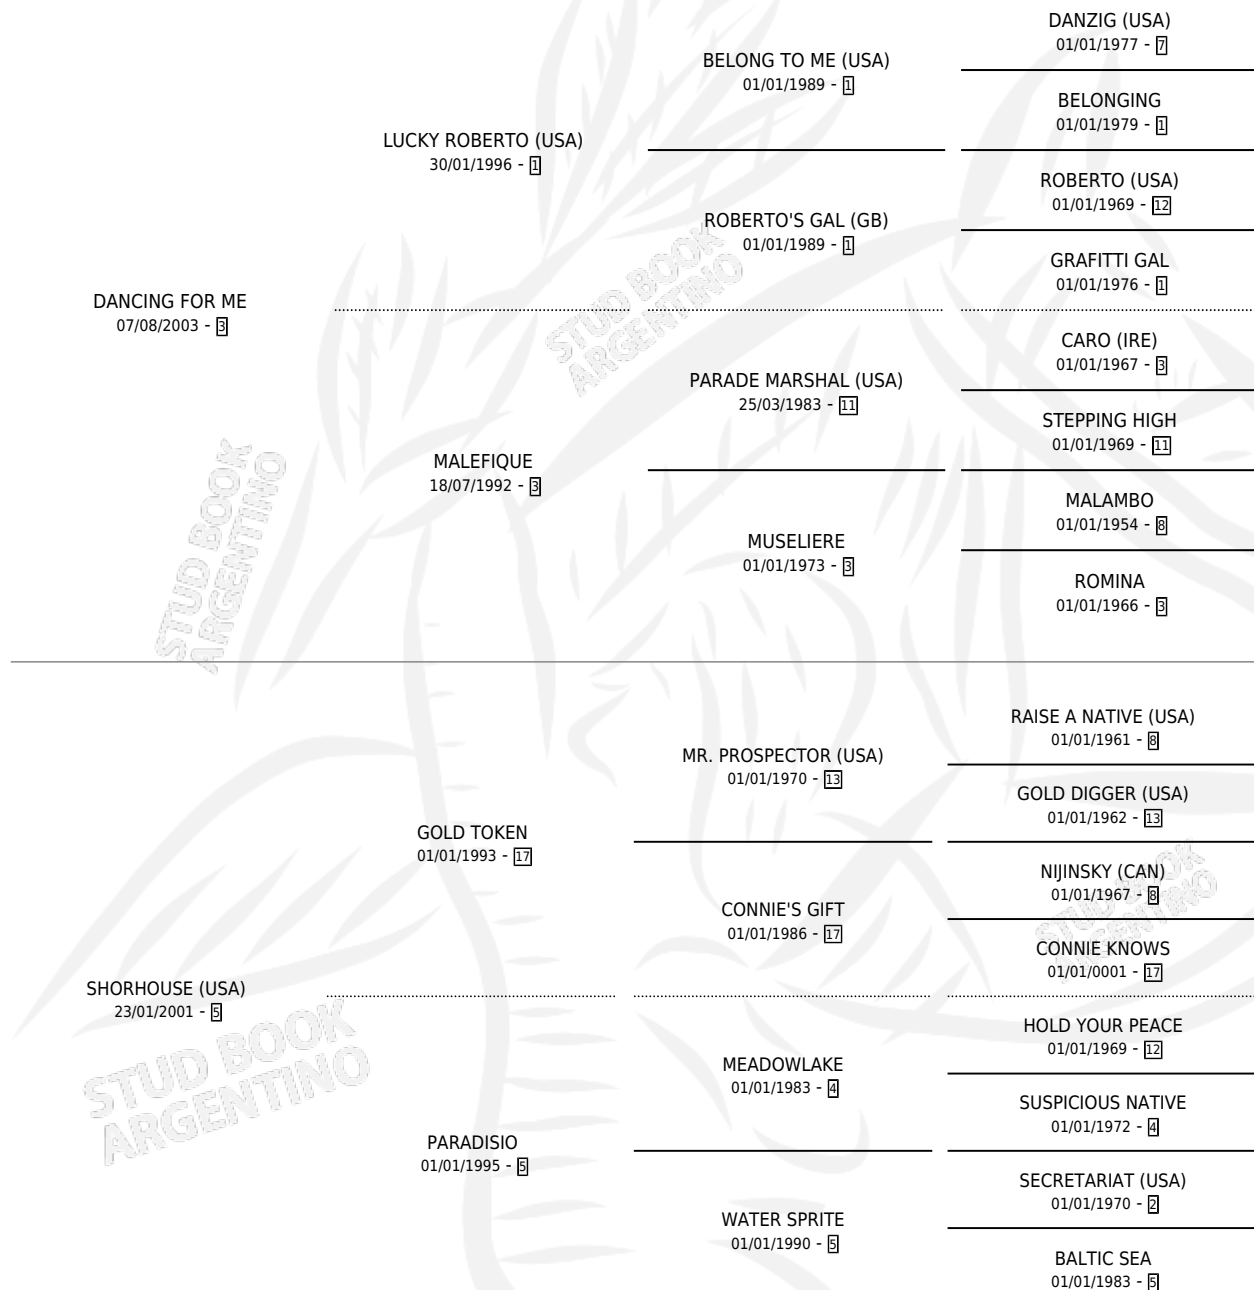 DANZIG (USA)
01/01/1977 - 7
BELONG TO ME (USA)
01/01/1989 - 1
BELONGING
01/01/1979 - 1
LUCKY ROBERTO (USA)
30/01/1996 - 1
ROBERTO (USA)
01/01/1969 - 12
ROBERTO'S GAL (GB)
01/01/1989 - 1
GRAFITTI GAL
01/01/1976 - 1
DANCING FOR ME
07/08/2003 - 3
STUD BOOK
ARGENTINO
CARO (IRE)
01/01/1967 - 3
PARADE MARSHAL (USA)
25/03/1983 - 11
STEPPING HIGH
01/01/1969 - 11
MALEFIQUE
18/07/1992 - 3
MALAMBO
01/01/1954 - 8
MUSELIERE
01/01/1973 - 3
ROMINA
01/01/1966 - 3
STUD BOOK
ARGENTINO
RAISE A NATIVE (USA)
01/01/1961 - 8
MR. PROSPECTOR (USA)
01/01/1970 - 13
GOLD DIGGER (USA)
01/01/1962 - 13
GOLD TOKEN
01/01/1993 - 17
NIJINSKY (CAN)
01/01/1967 - 8
CONNIE'S GIFT
01/01/1986 - 17
STUD BOOK
ARGENTINO
CONNIE KNOWS
01/01/0001 - 17
SHORHOUSE (USA)
23/01/2001 - 5
STUD BOOK
ARGENTINO
HOLD YOUR PEACE
01/01/1969 - 12
MEADOWLAKE
01/01/1983 - 4
SUSPICIOUS NATIVE
01/01/1972 - 4
PARADISIO
01/01/1995 - 5
SECRETARIAT (USA)
01/01/1970 - 2
WATER SPRITE
01/01/1990 - 5
BALTIC SEA
01/01/1983 - 5